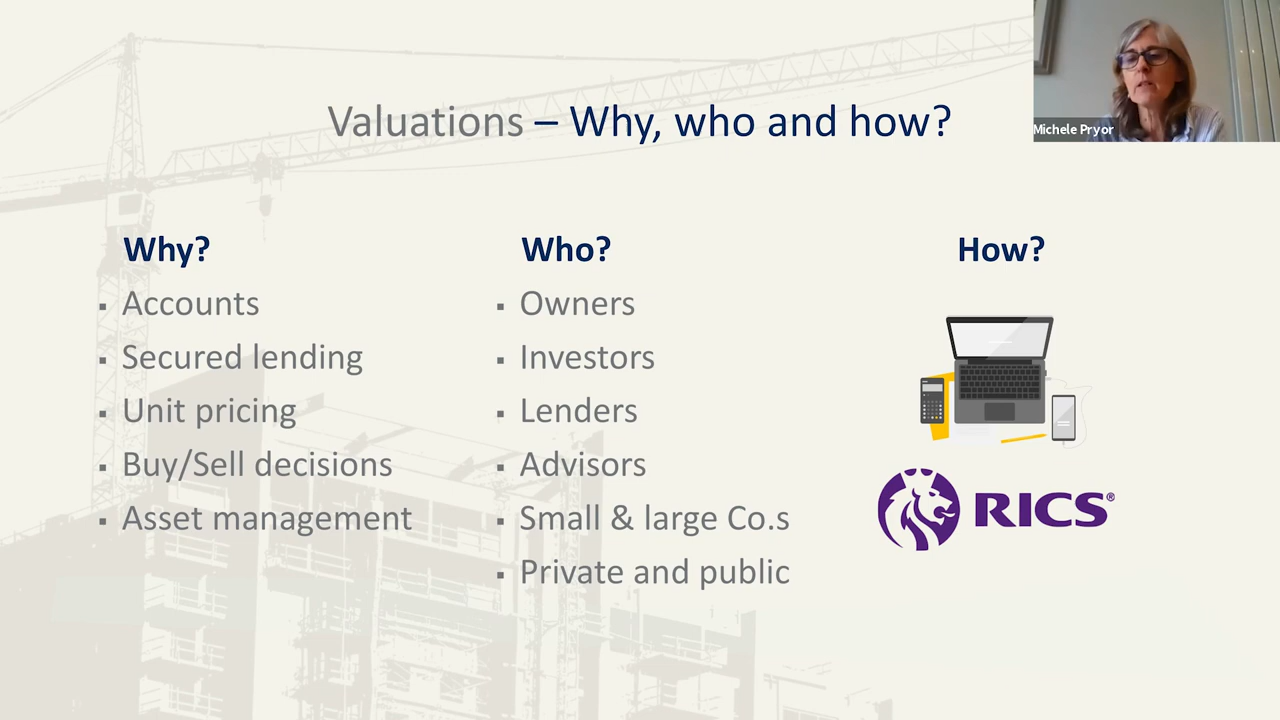 Michele Pryor
Valuations – Why, who and how?
Why?
▪ Accounts
▪ Secured lending
▪ Unit pricing
▪ Buy/Sell decisions
▪ Asset management
Who?
▪ Owners
▪ Investors
▪ Lenders
▪ Advisors
▪ Small & large Co.s
▪ Private and public
How?
RICS®